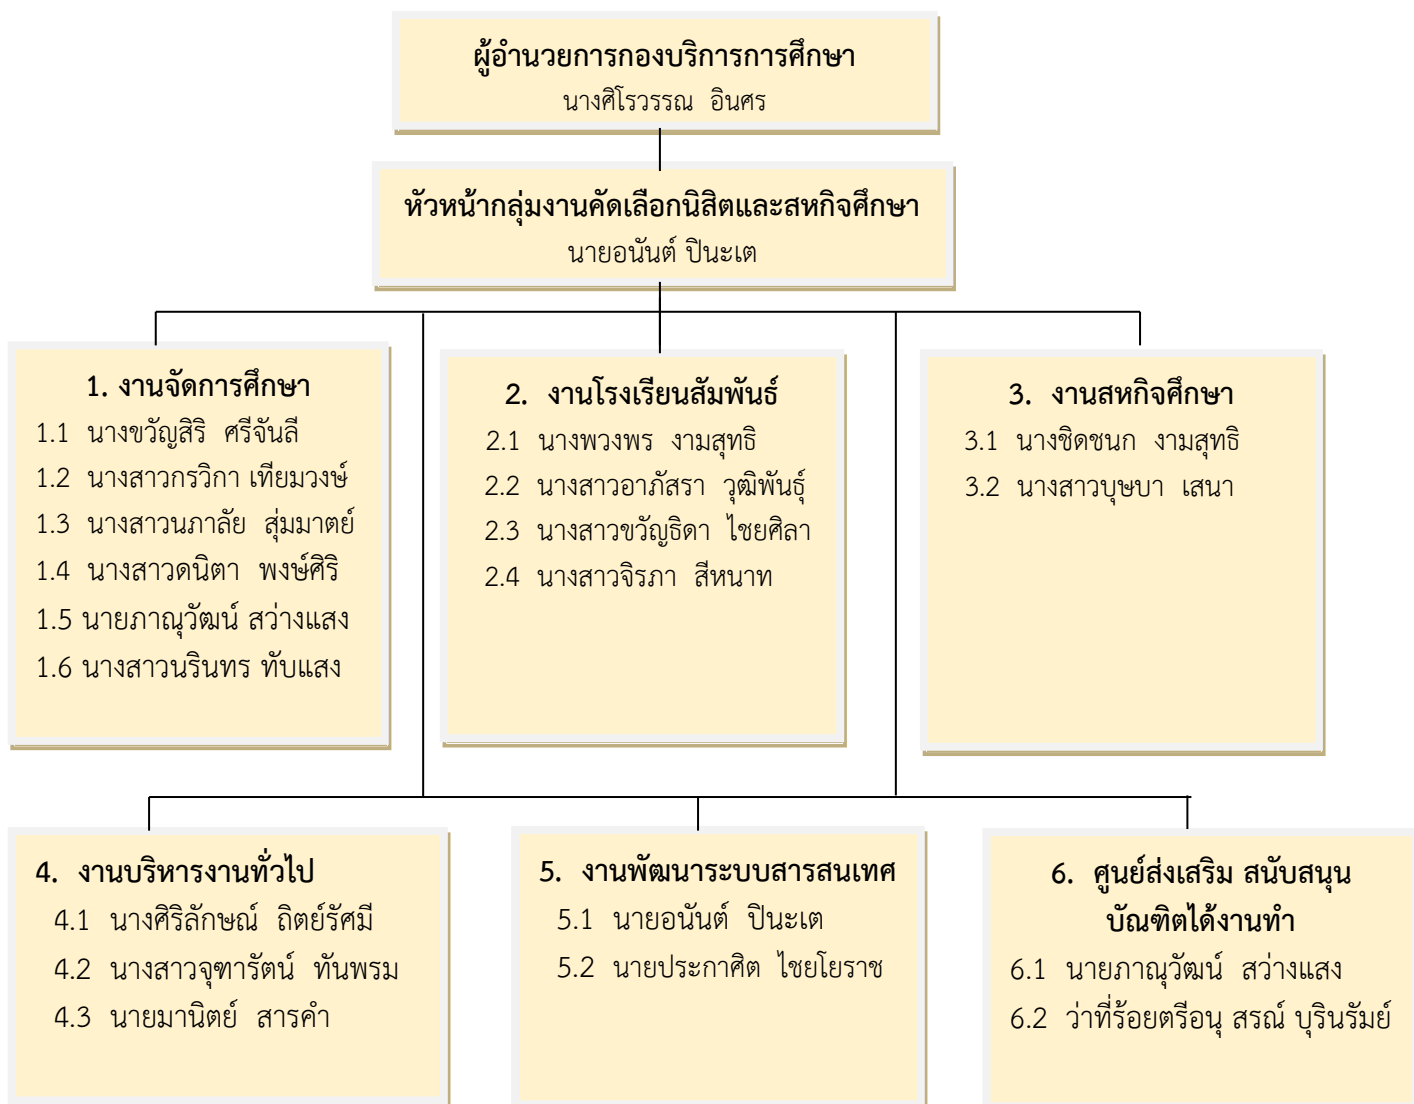 ผู้อำนวยการกองบริการการศึกษา
นางศิโรวรรณ อินศร
หัวหน้ากลุ่มงานคัดเลือกนิสิตและสหกิจศึกษา
นายอนันต์ ปินะเต
1. งานจัดการศึกษา
1.1 นางขวัญสิริ ศรีจันลี
1.2 นางสาวกรวิกา เทียมวงษ์
1.3 นางสาวนภาลัย สุ่มมาตย์
1.4 นางสาวดนิตา พงษ์ศิริ
1.5 นายภาณุวัฒน์ สว่างแสง
1.6 นางสาวนรินทร ทับแสง
2. งานโรงเรียนสัมพันธ์
2.1 นางพวงพร งามสุทธิ
2.2 นางสาวอาภัสรา วุฒิพันธุ์
2.3 นางสาวขวัญธิดา ไชยศิลา
2.4 นางสาวจิรภา สีหนาท
3. งานสหกิจศึกษา
3.1 นางชิดชนก งามสุทธิ
3.2 นางสาวบุษบา เสนา
4. งานบริหารงานทั่วไป
4.1 นางศิริลักษณ์ ถิตย์รัศมี
4.2 นางสาวจุฑารัตน์ ทันพรม
4.3 นายมานิตย์ สารคำ
5. งานพัฒนาระบบสารสนเทศ
5.1 นายอนันต์ ปินะเต
5.2 นายประกาศิต ไชยโยราช
6. ศูนย์ส่งเสริม สนับสนุน
บัณฑิตได้งานทำ
6.1 นายภาณุวัฒน์ สว่างแสง
6.2 ว่าที่ร้อยตรีอนุ สรณ์ บุรินรัมย์